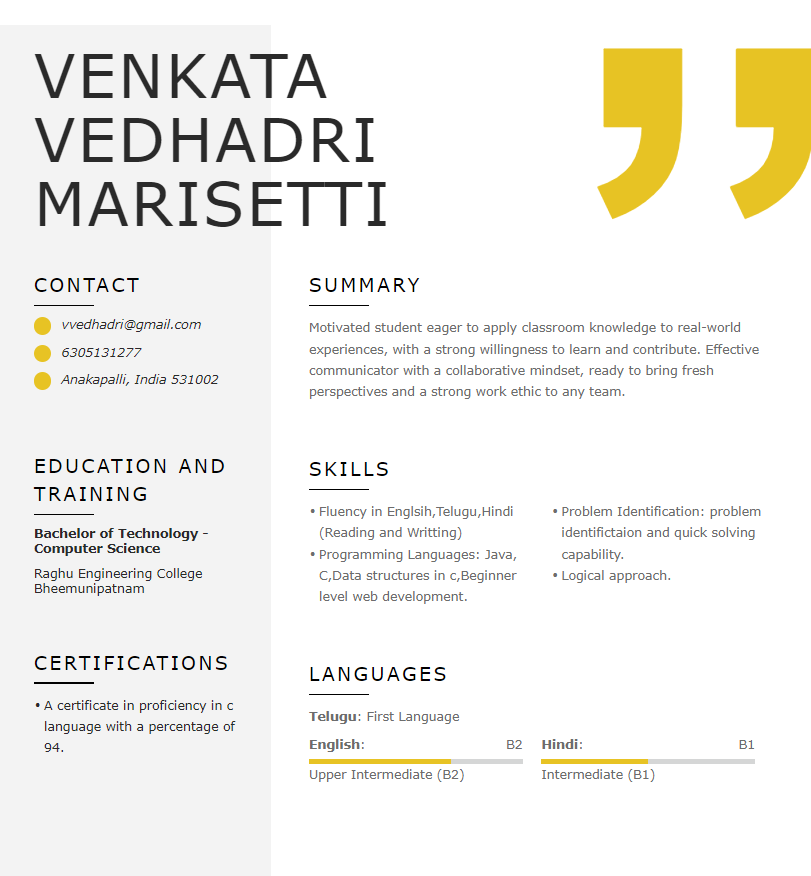 VENKATA
VEDHADRI
MARISETTI
CONTACT
vvedhadri@gmail.com
6305131277
Anakapalli, India 531002
EDUCATION AND
TRAINING
Bachelor of Technology -
Computer Science
Raghu Engineering College
Bheemunipatnam
CERTIFICATIONS
• A certificate in proficiency in c
language with a percentage of
94.
SUMMARY
Motivated student eager to apply classroom knowledge to real-world
experiences, with a strong willingness to learn and contribute. Effective
communicator with a collaborative mindset, ready to bring fresh
perspectives and a strong work ethic to any team.
SKILLS
• Fluency in Englsih,Telugu,Hindi
(Reading and Writting)
• Programming Languages: Java,
C,Data structures in c,Beginner
level web development.
• Problem Identification: problem
identifictaion and quick solving
capability.
• Logical approach.
LANGUAGES
Telugu: First Language
English: B2
Upper Intermediate (B2)
Hindi: B1
Intermediate (B1)